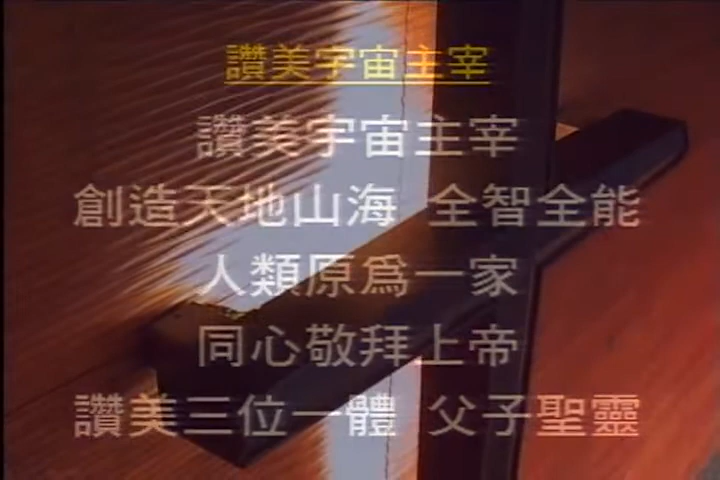 讚美宇宙主宰
讚美宇宙主宰
創造天地山海 全智全能
人類原爲一家
同心敬拜上帝
讚美三位一體 父子聖靈